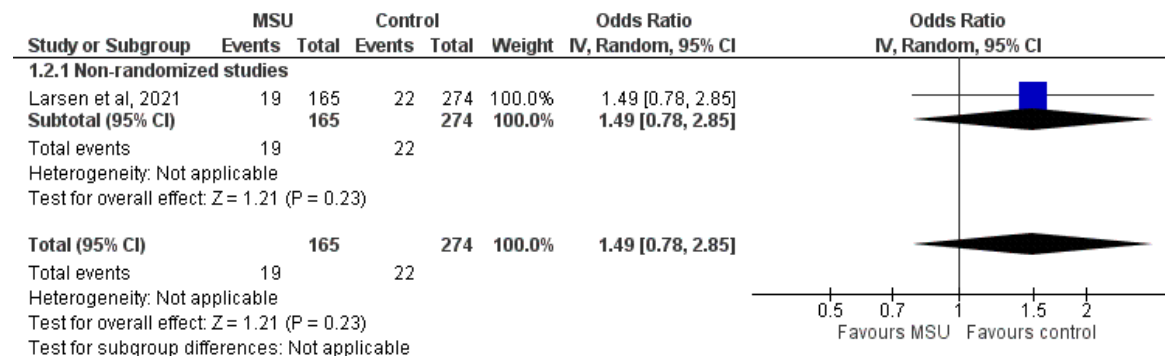 MSU Control Odds Ratio Odds Ratio
Study or Subgroup Events Total Events Total Weight IV, Random, 95% CI IV, Random, 95% CI
1.2.1 Non-randomized studies
Larsen et al, 2021 19 165 22 274 100.0% 1.49 [0.78, 2.85]
Subtotal (95% CI) 165 274 100.0% 1.49 [0.78, 2.85]
Total events 19 22
Heterogeneity: Not applicable
Test for overall effect: Z = 1.21 (P = 0.23)
Total (95% CI) 165 274 100.0% 1.49 [0.78, 2.85]
Total events 19 22
Heterogeneity: Not applicable
Test for overall effect: Z = 1.21 (P = 0.23)
Test for subgroup differences: Not applicable
0.5 0.7 1 1.5 2
Favours MSU Favours control